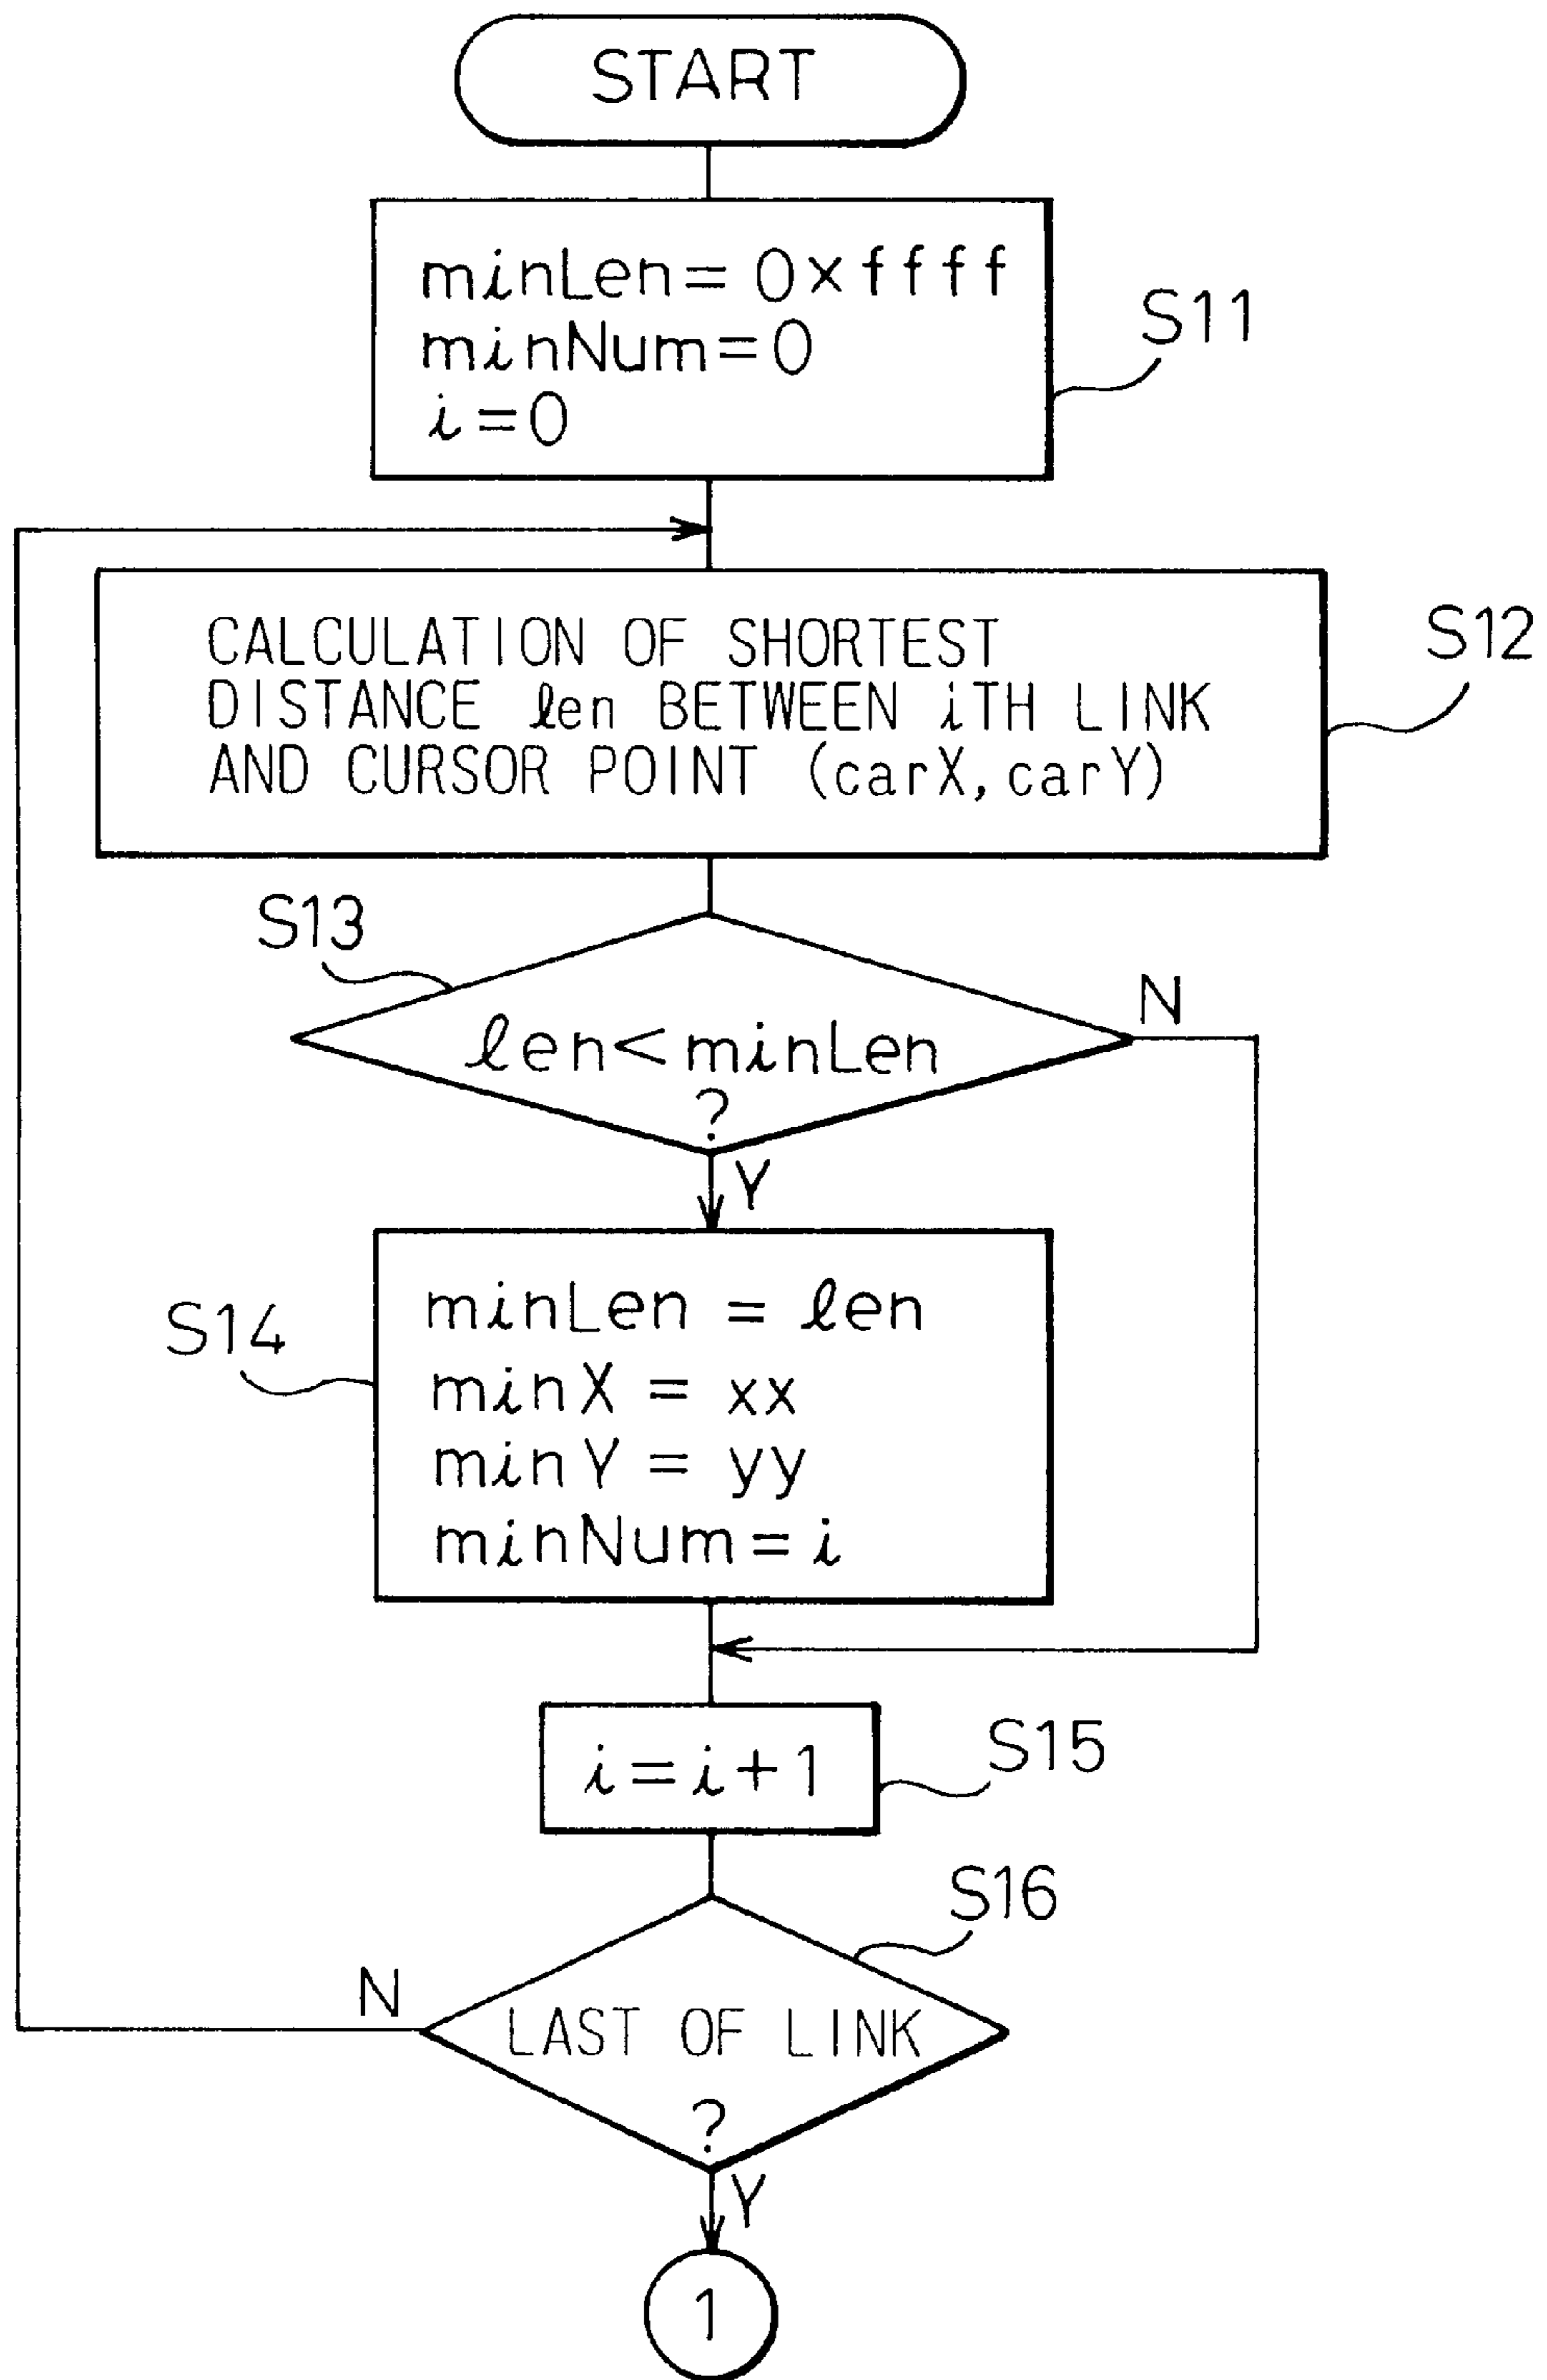 START
minLen = 0xffff
minNum = 0
i = 0
S11
CALCULATION OF SHORTEST
DISTANCE len BETWEEN iTH LINK
AND CURSOR POINT (carX, carY)
S12
S13
len < minLen
?
N
Y
S14
minLen = len
minX = xx
minY = yy
minNum = i
i = i + 1
S15
S16
LAST OF LINK
?
N
Y
1